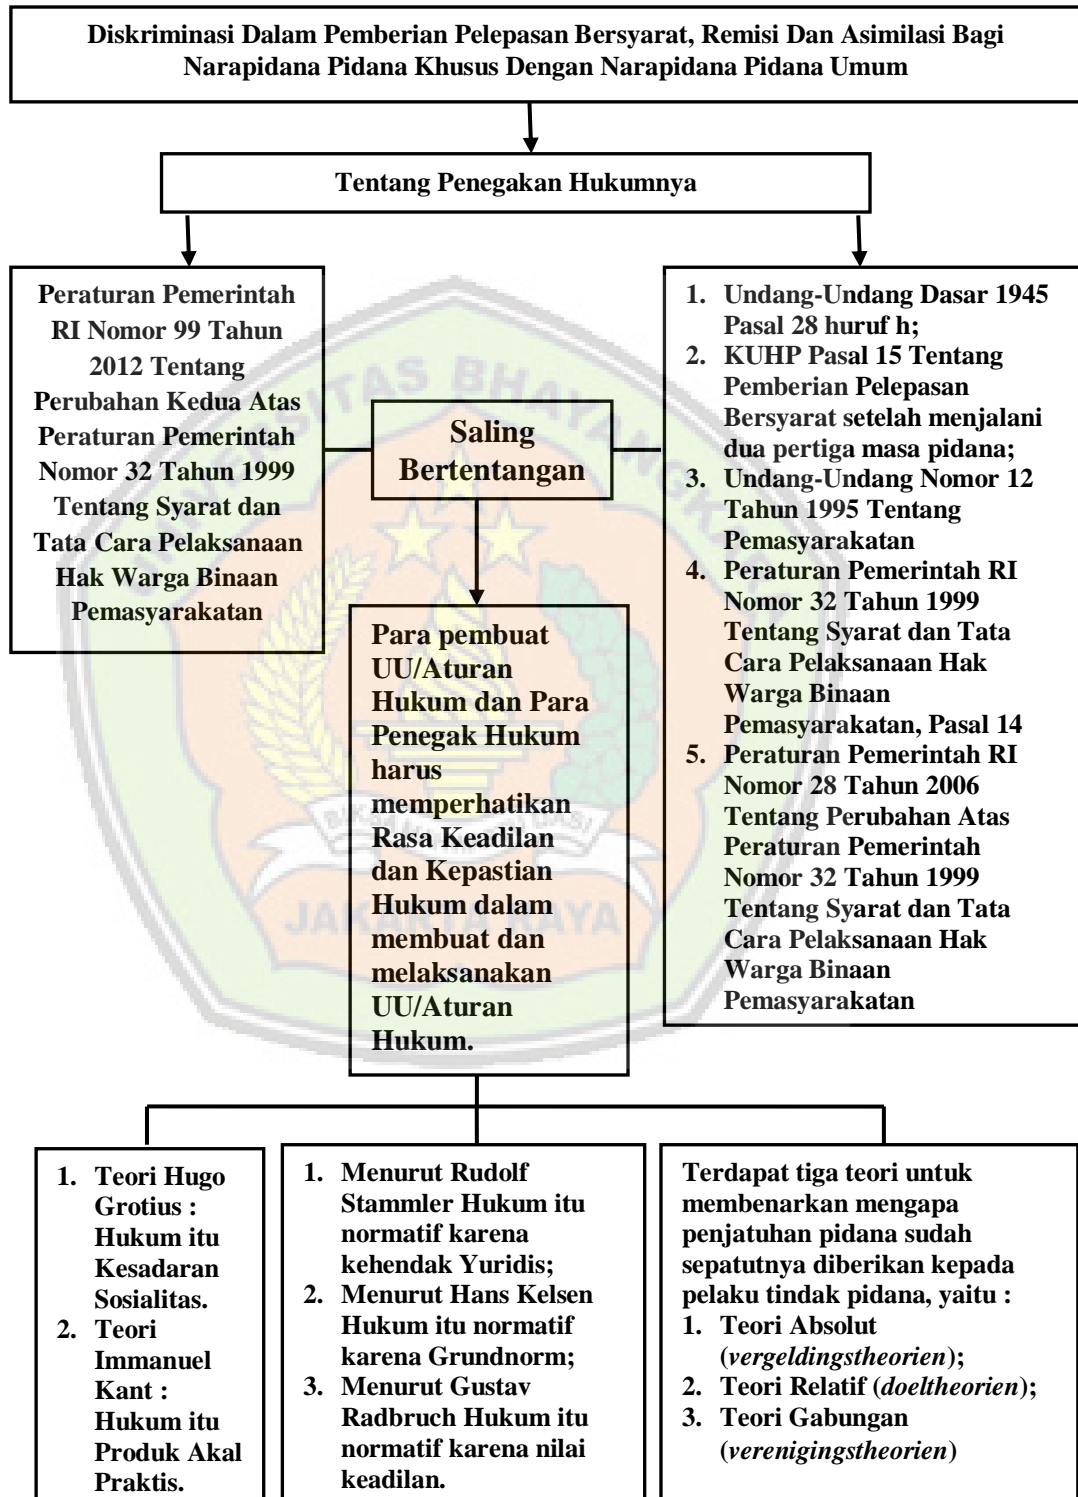 Diskriminasi Dalam Pemberian Pelepasan Bersyarat, Remisi Dan Asimilasi Bagi
Narapidana Pidana Khusus Dengan Narapidana Pidana Umum
Tentang Penegakan Hukumnya
Peraturan Pemerintah
RI Nomor 99 Tahun
2012 Tentang
Perubahan Kedua Atas
Peraturan Pemerintah
Nomor 32 Tahun 1999
Tentang Syarat dan
Tata Cara Pelaksanaan
Hak Warga Binaan
Pemasyarakatan
Saling
Bertentangan
1. Undang-Undang Dasar 1945
Pasal 28 huruf h;
2. KUHP Pasal 15 Tentang
Pemberian Pelepasan
Bersyarat setelah menjalani
dua pertiga masa pidana;
3. Undang-Undang Nomor 12
Tahun 1995 Tentang
Pemasyarakatan
4. Peraturan Pemerintah RI
Nomor 32 Tahun 1999
Tentang Syarat dan Tata
Cara Pelaksanaan Hak
Warga Binaan
Pemasyarakatan, Pasal 14
5. Peraturan Pemerintah RI
Nomor 28 Tahun 2006
Tentang Perubahan Atas
Peraturan Pemerintah
Nomor 32 Tahun 1999
Tentang Syarat dan Tata
Cara Pelaksanaan Hak
Warga Binaan
Pemasyarakatan
Para pembuat
UU/Aturan
Hukum dan Para
Penegak Hukum
harus
memperhatikan
Rasa Keadilan
dan Kepastian
Hukum dalam
membuat dan
melaksanakan
UU/Aturan
Hukum.
1. Teori Hugo
Grotius :
Hukum itu
Kesadaran
Sosialitas.
2. Teori
Immanuel
Kant :
Hukum itu
Produk Akal
Praktis.
1. Menurut Rudolf
Stammler Hukum itu
normatif karena
kehendak Yuridis;
2. Menurut Hans Kelsen
Hukum itu normatif
karena Grundnorm;
3. Menurut Gustav
Radbruch Hukum itu
normatif karena nilai
keadilan.
Terdapat tiga teori untuk
membenarkan mengapa
penjatuhan pidana sudah
sepatutnya diberikan kepada
pelaku tindak pidana, yaitu :
1. Teori Absolut
(vergeldingstheorien);
2. Teori Relatif (doeltheorien);
3. Teori Gabungan
(verenigingstheorien)
UNIVERSITAS BHAYANGKARA
JAKARTA RAYA